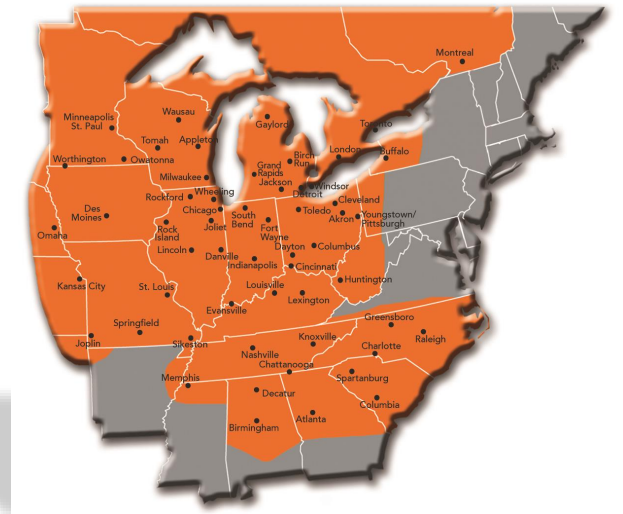 Montreal
Minneapolis
St. Paul
Wausau
Gaylord
Toronto
Tomah
Appleton
London
Buffalo
Birch
Run
Worthington
Owatonna
Grand
Rapids
Jackson
Milwaukee
Windsor
Detroit
Wheeling
Rockford
Cleveland
Chicago
Toledo
Des
Moines
South
Bend
Akron
Youngstown/
Pittsburgh
Joliet
Fort
Wayne
Rock
Island
Omaha
Dayton
Columbus
Lincoln
Danville
Indianapolis
Cincinnati
Huntington
Kansas City
St. Louis
Louisville
Lexington
Evansville
Greensboro
Springfield
Knoxville
Raleigh
Joplin
Sikeston
Charlotte
Nashville
Chattanooga
Memphis
Spartanburg
Decatur
Columbia
Atlanta
Birmingham